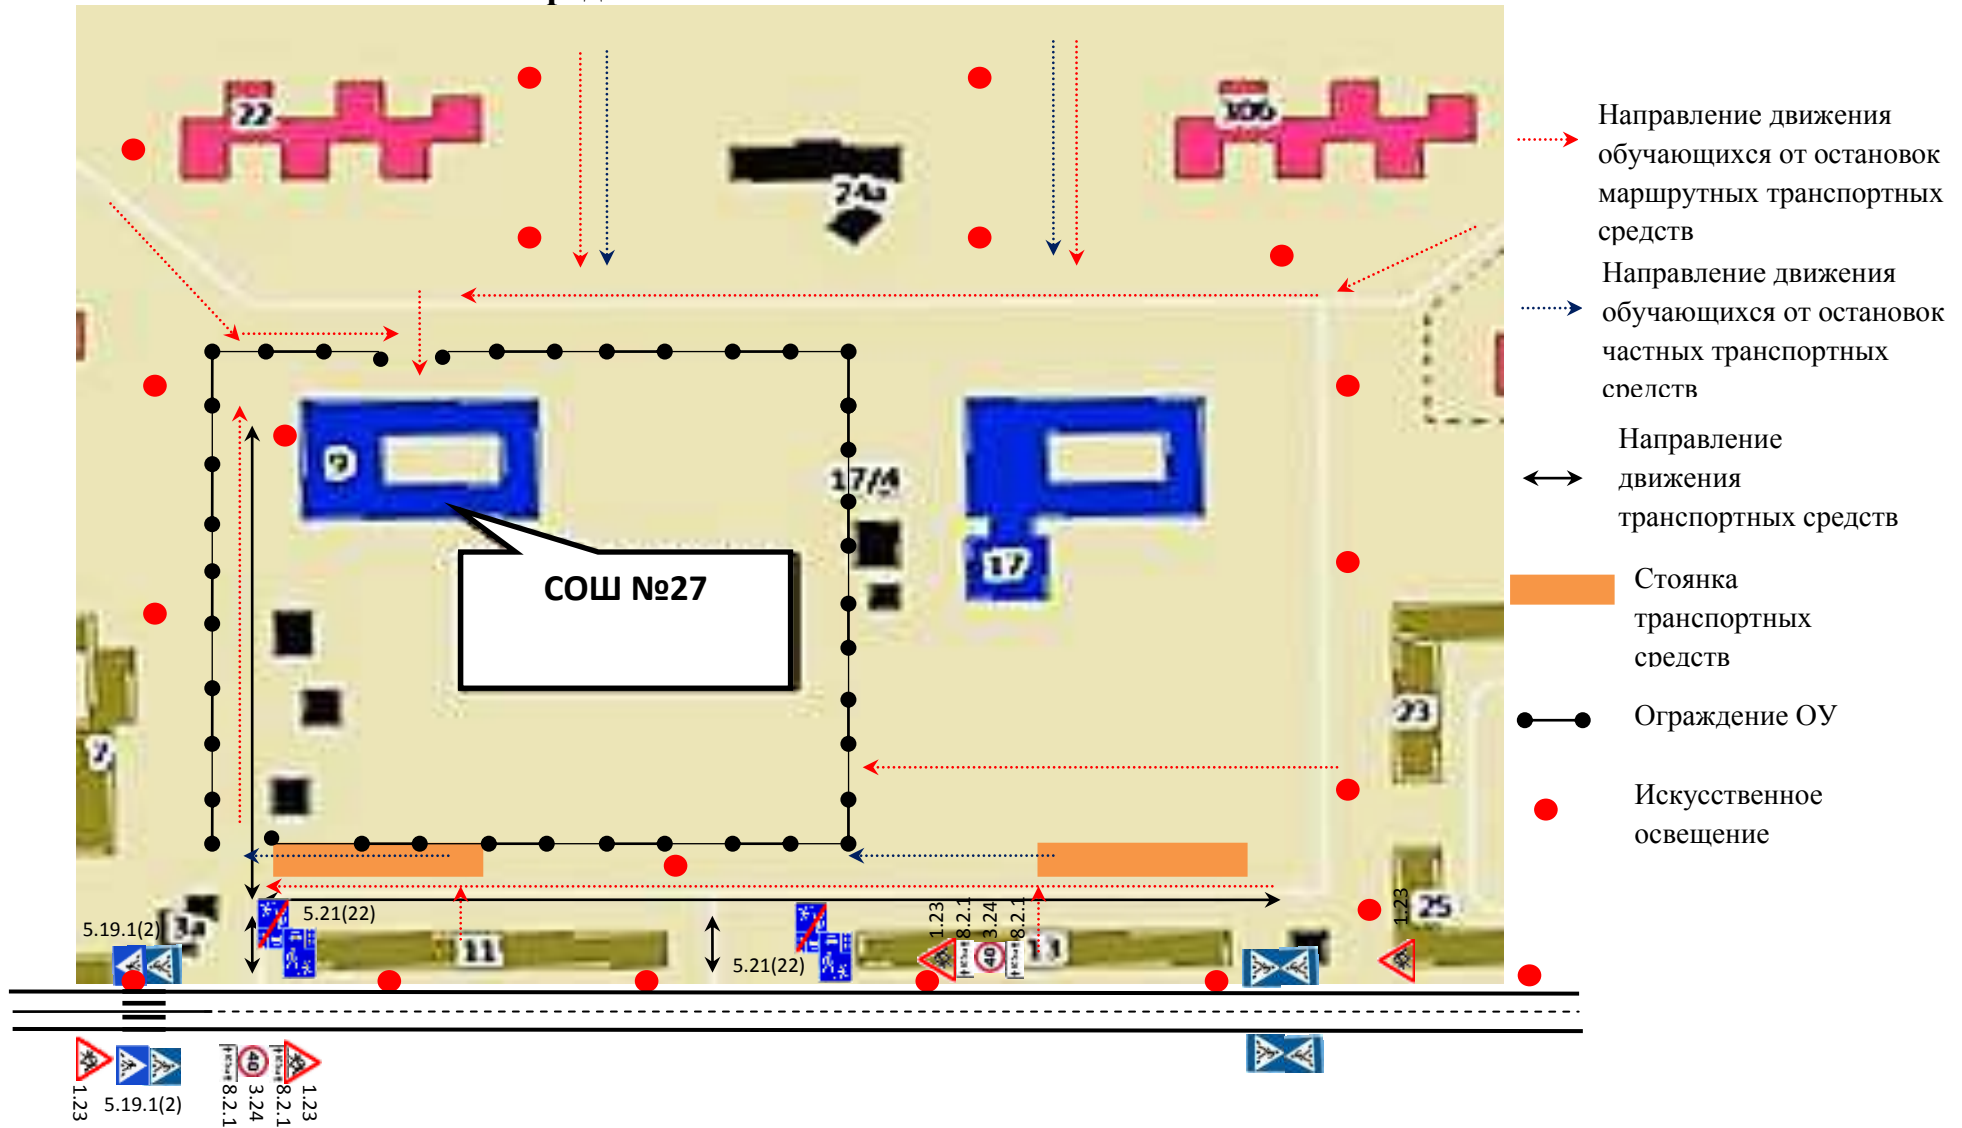 22
30б
24а
Направление движения
обучающихся от остановок
маршрутных транспортных
средств
Направление движения
обучающихся от остановок
частных транспортных
средств
9
17/4
17
СОШ №27
Направление
движения
транспортных средств
Стоянка
транспортных
средств
Ограждение ОУ
Искусственное
освещение
7
23
25
3а
11
13
5.19.1(2)
5.21(22)
5.21(22)
1.23
8.2.1
3.24
8.2.1
1.23
40
1.23
5.19.1(2)
8.2.1
3.24
8.2.1
1.23
40